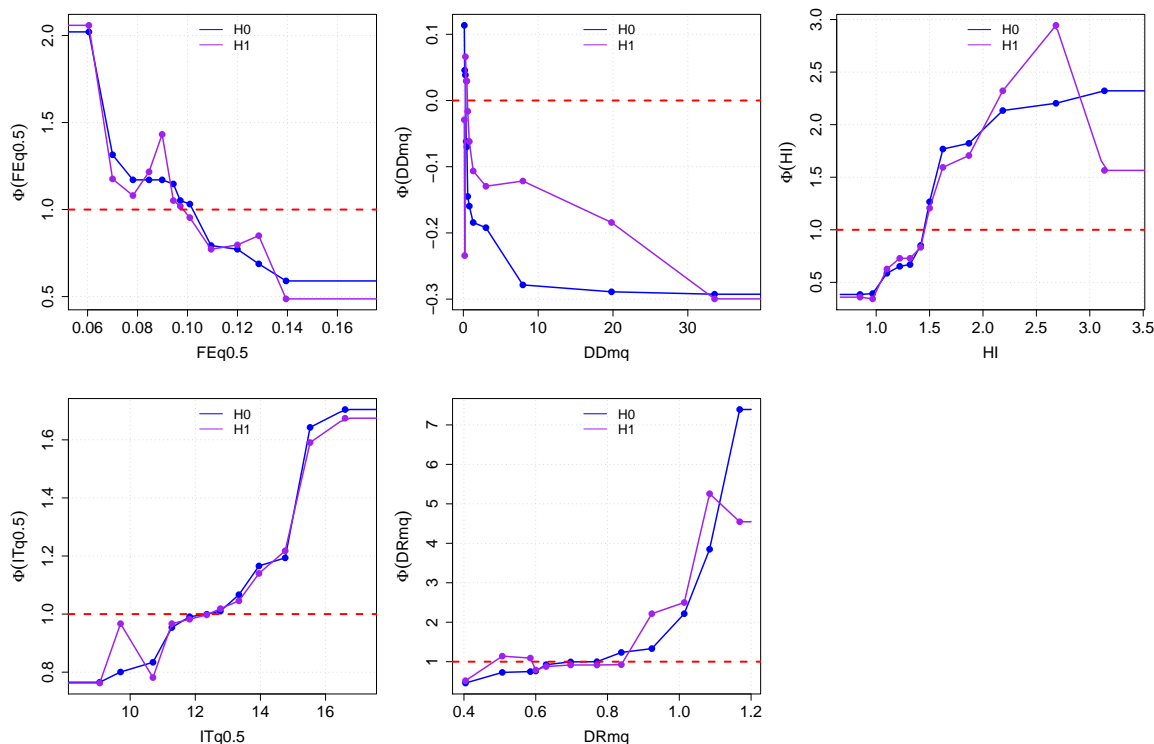 H0
H1
Φ(FEq0.5)
2.0
1.5
1.0
0.5
0.06 0.08 0.10 0.12 0.14 0.16
FEq0.5
H0
H1
Φ(DDmq)
0.1
0.0
−0.1
−0.2
−0.3
0 10 20 30
DDmq
H0
H1
Φ(HI)
3.0
2.5
2.0
1.5
1.0
0.5
1.0 1.5 2.0 2.5 3.0 3.5
HI
H0
H1
Φ(ITq0.5)
1.6
1.4
1.2
1.0
0.8
10 12 14 16
ITq0.5
H0
H1
Φ(DRmq)
7
6
5
4
3
2
1
0.4 0.6 0.8 1.0 1.2
DRmq